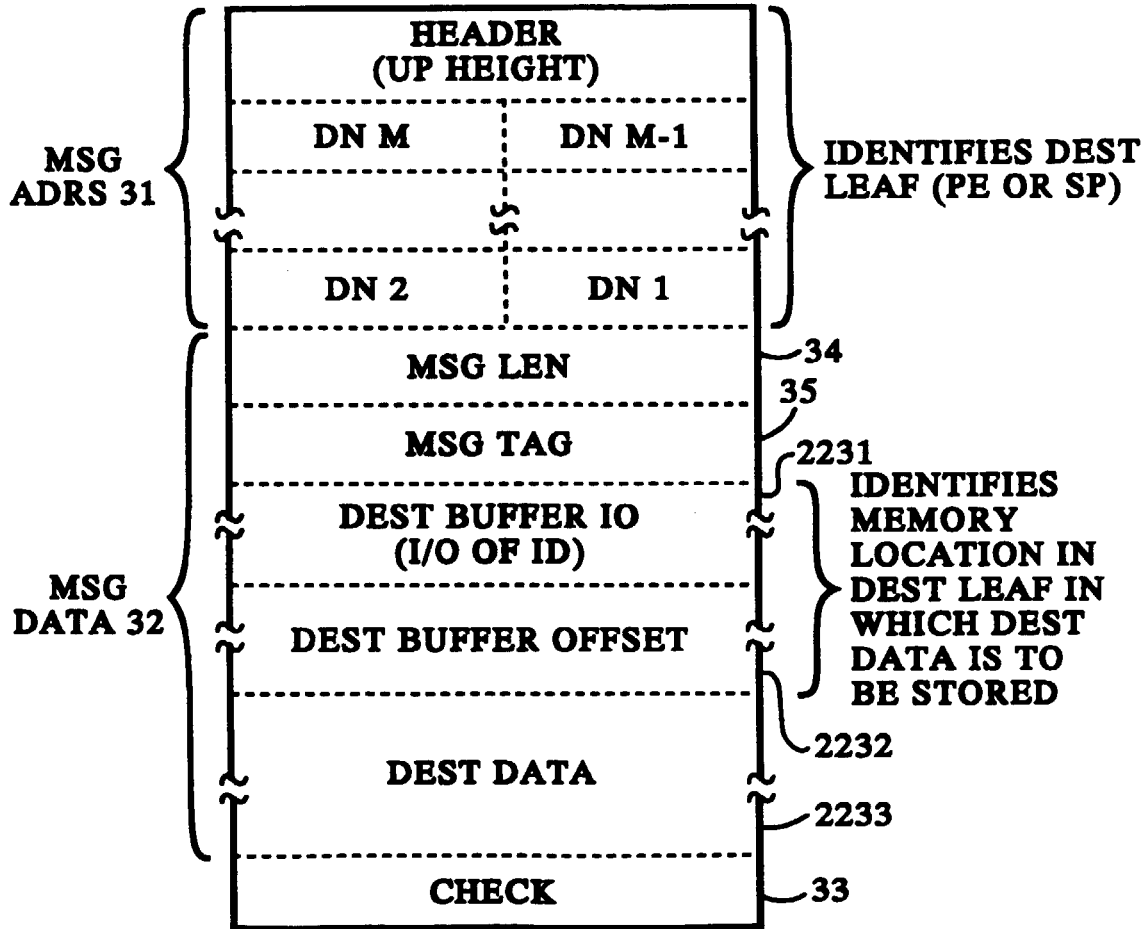 HEADER
(UP HEIGHT)
DN M
DN M-1
MSG
ADRS 31
IDENTIFIES DEST
LEAF (PE OR SP)
DN 2
DN 1
MSG LEN
34
35
MSG TAG
2231
DEST BUFFER IO
(I/O OF ID)
IDENTIFIES
MEMORY
LOCATION IN
DEST LEAF IN
WHICH DEST
DATA IS TO
BE STORED
MSG
DATA 32
DEST BUFFER OFFSET
2232
DEST DATA
2233
CHECK
33